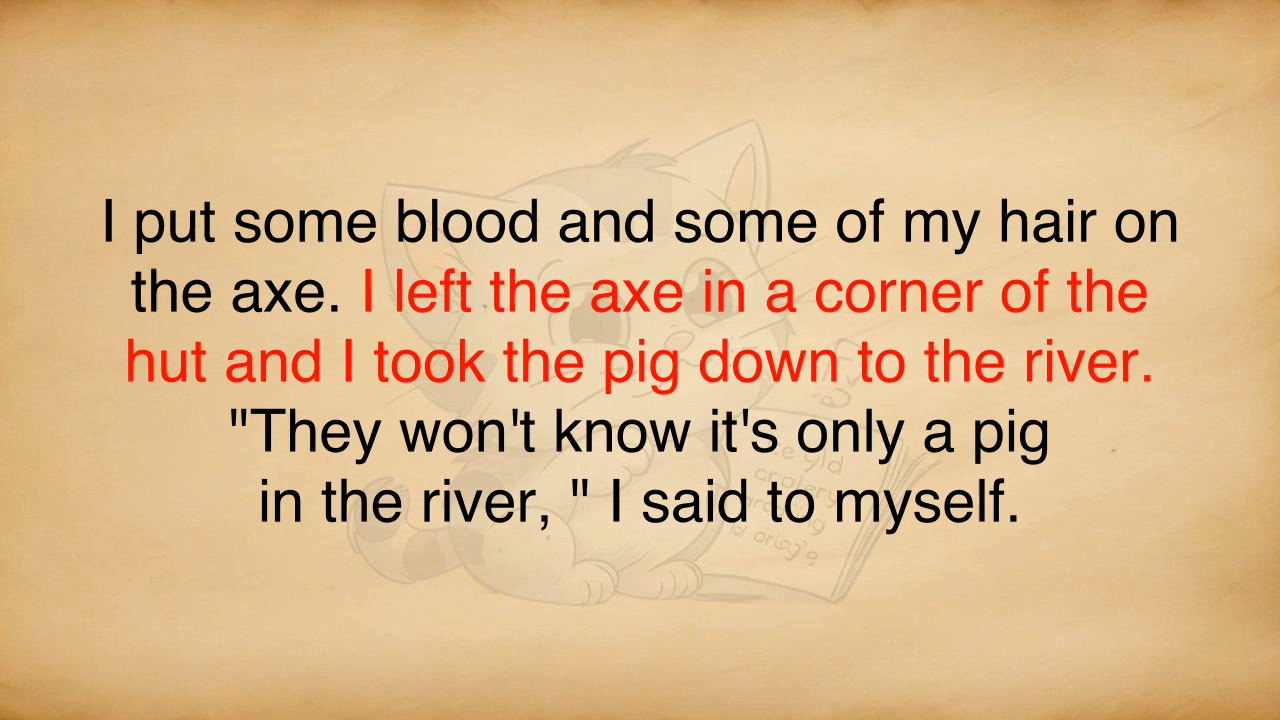 I put some blood and some of my hair on
the axe. I left the axe in a corner of the
hut and I took the pig down to the river.
"They won't know it's only a pig
in the river, " I said to myself.